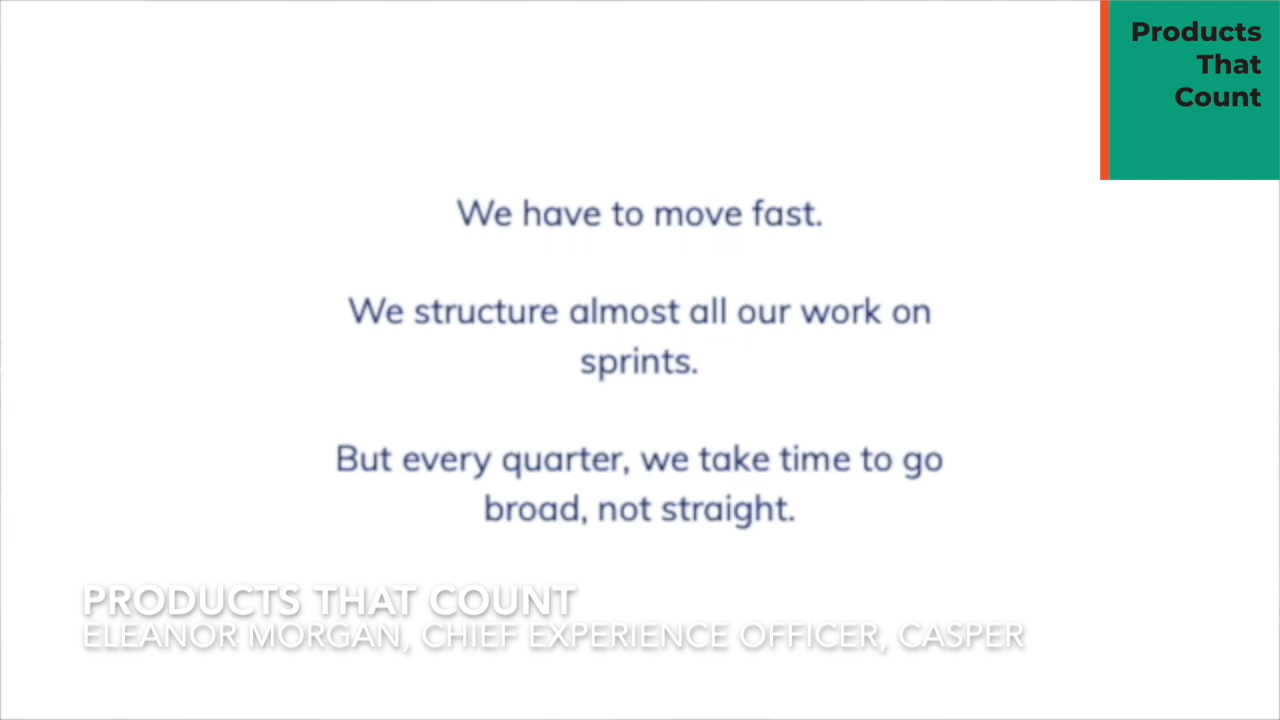 Products
That
Count
We have to move fast.
We structure almost all our work on
sprints.
But every quarter, we take time to go
broad, not straight.
PRODUCTS THAT COUNT
ELEANOR MORGAN, CHIEF EXPERIENCE OFFICER, CASPER